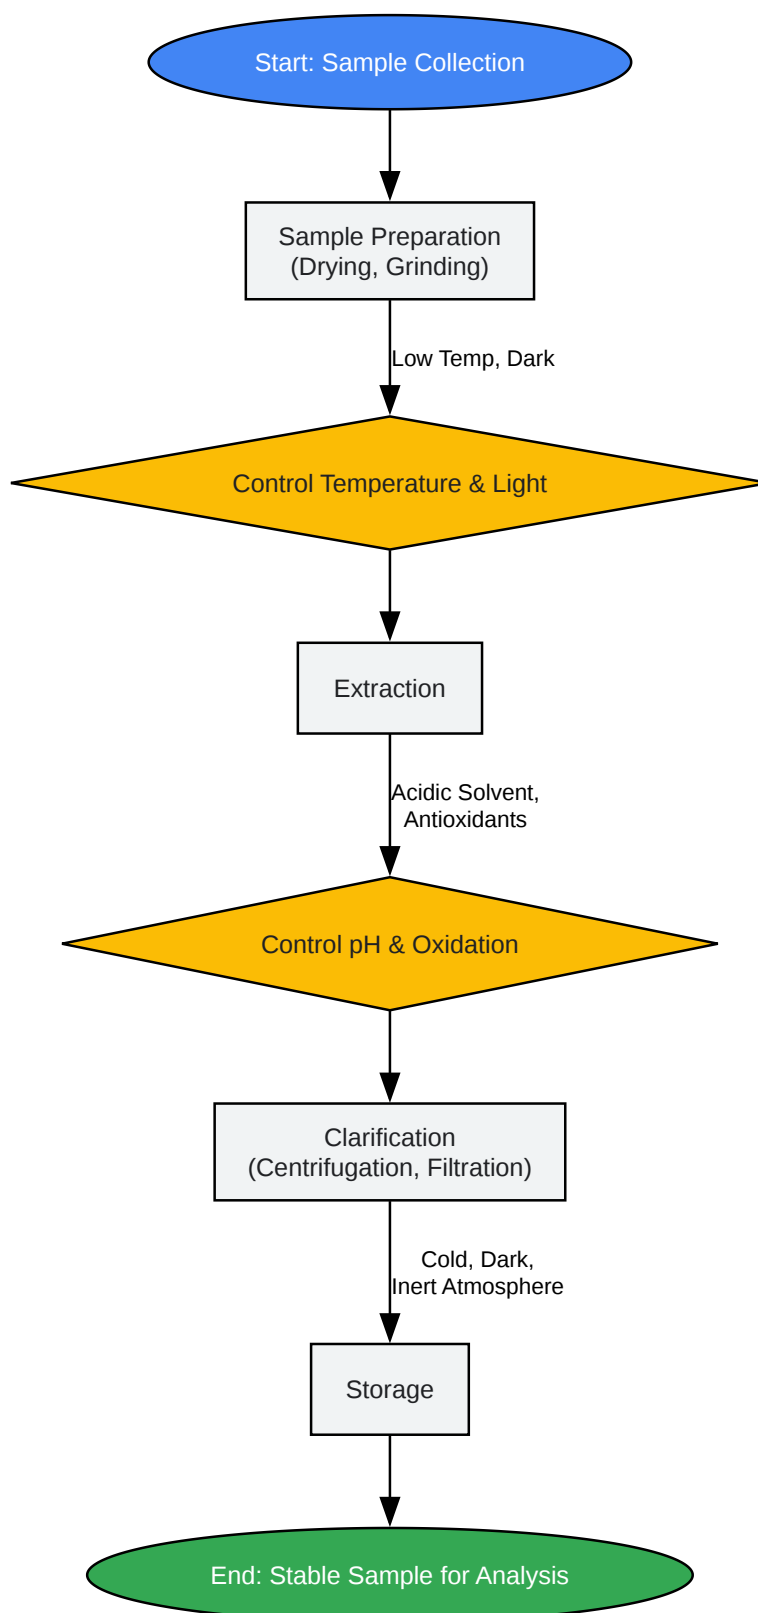 Start: Sample Collection
Sample Preparation
(Drying, Grinding)
Low Temp, Dark
Control Temperature & Light
Extraction
Acidic Solvent,
Antioxidants
Control pH & Oxidation
Clarification
(Centrifugation, Filtration)
Cold, Dark,
Inert Atmosphere
Storage
End: Stable Sample for Analysis